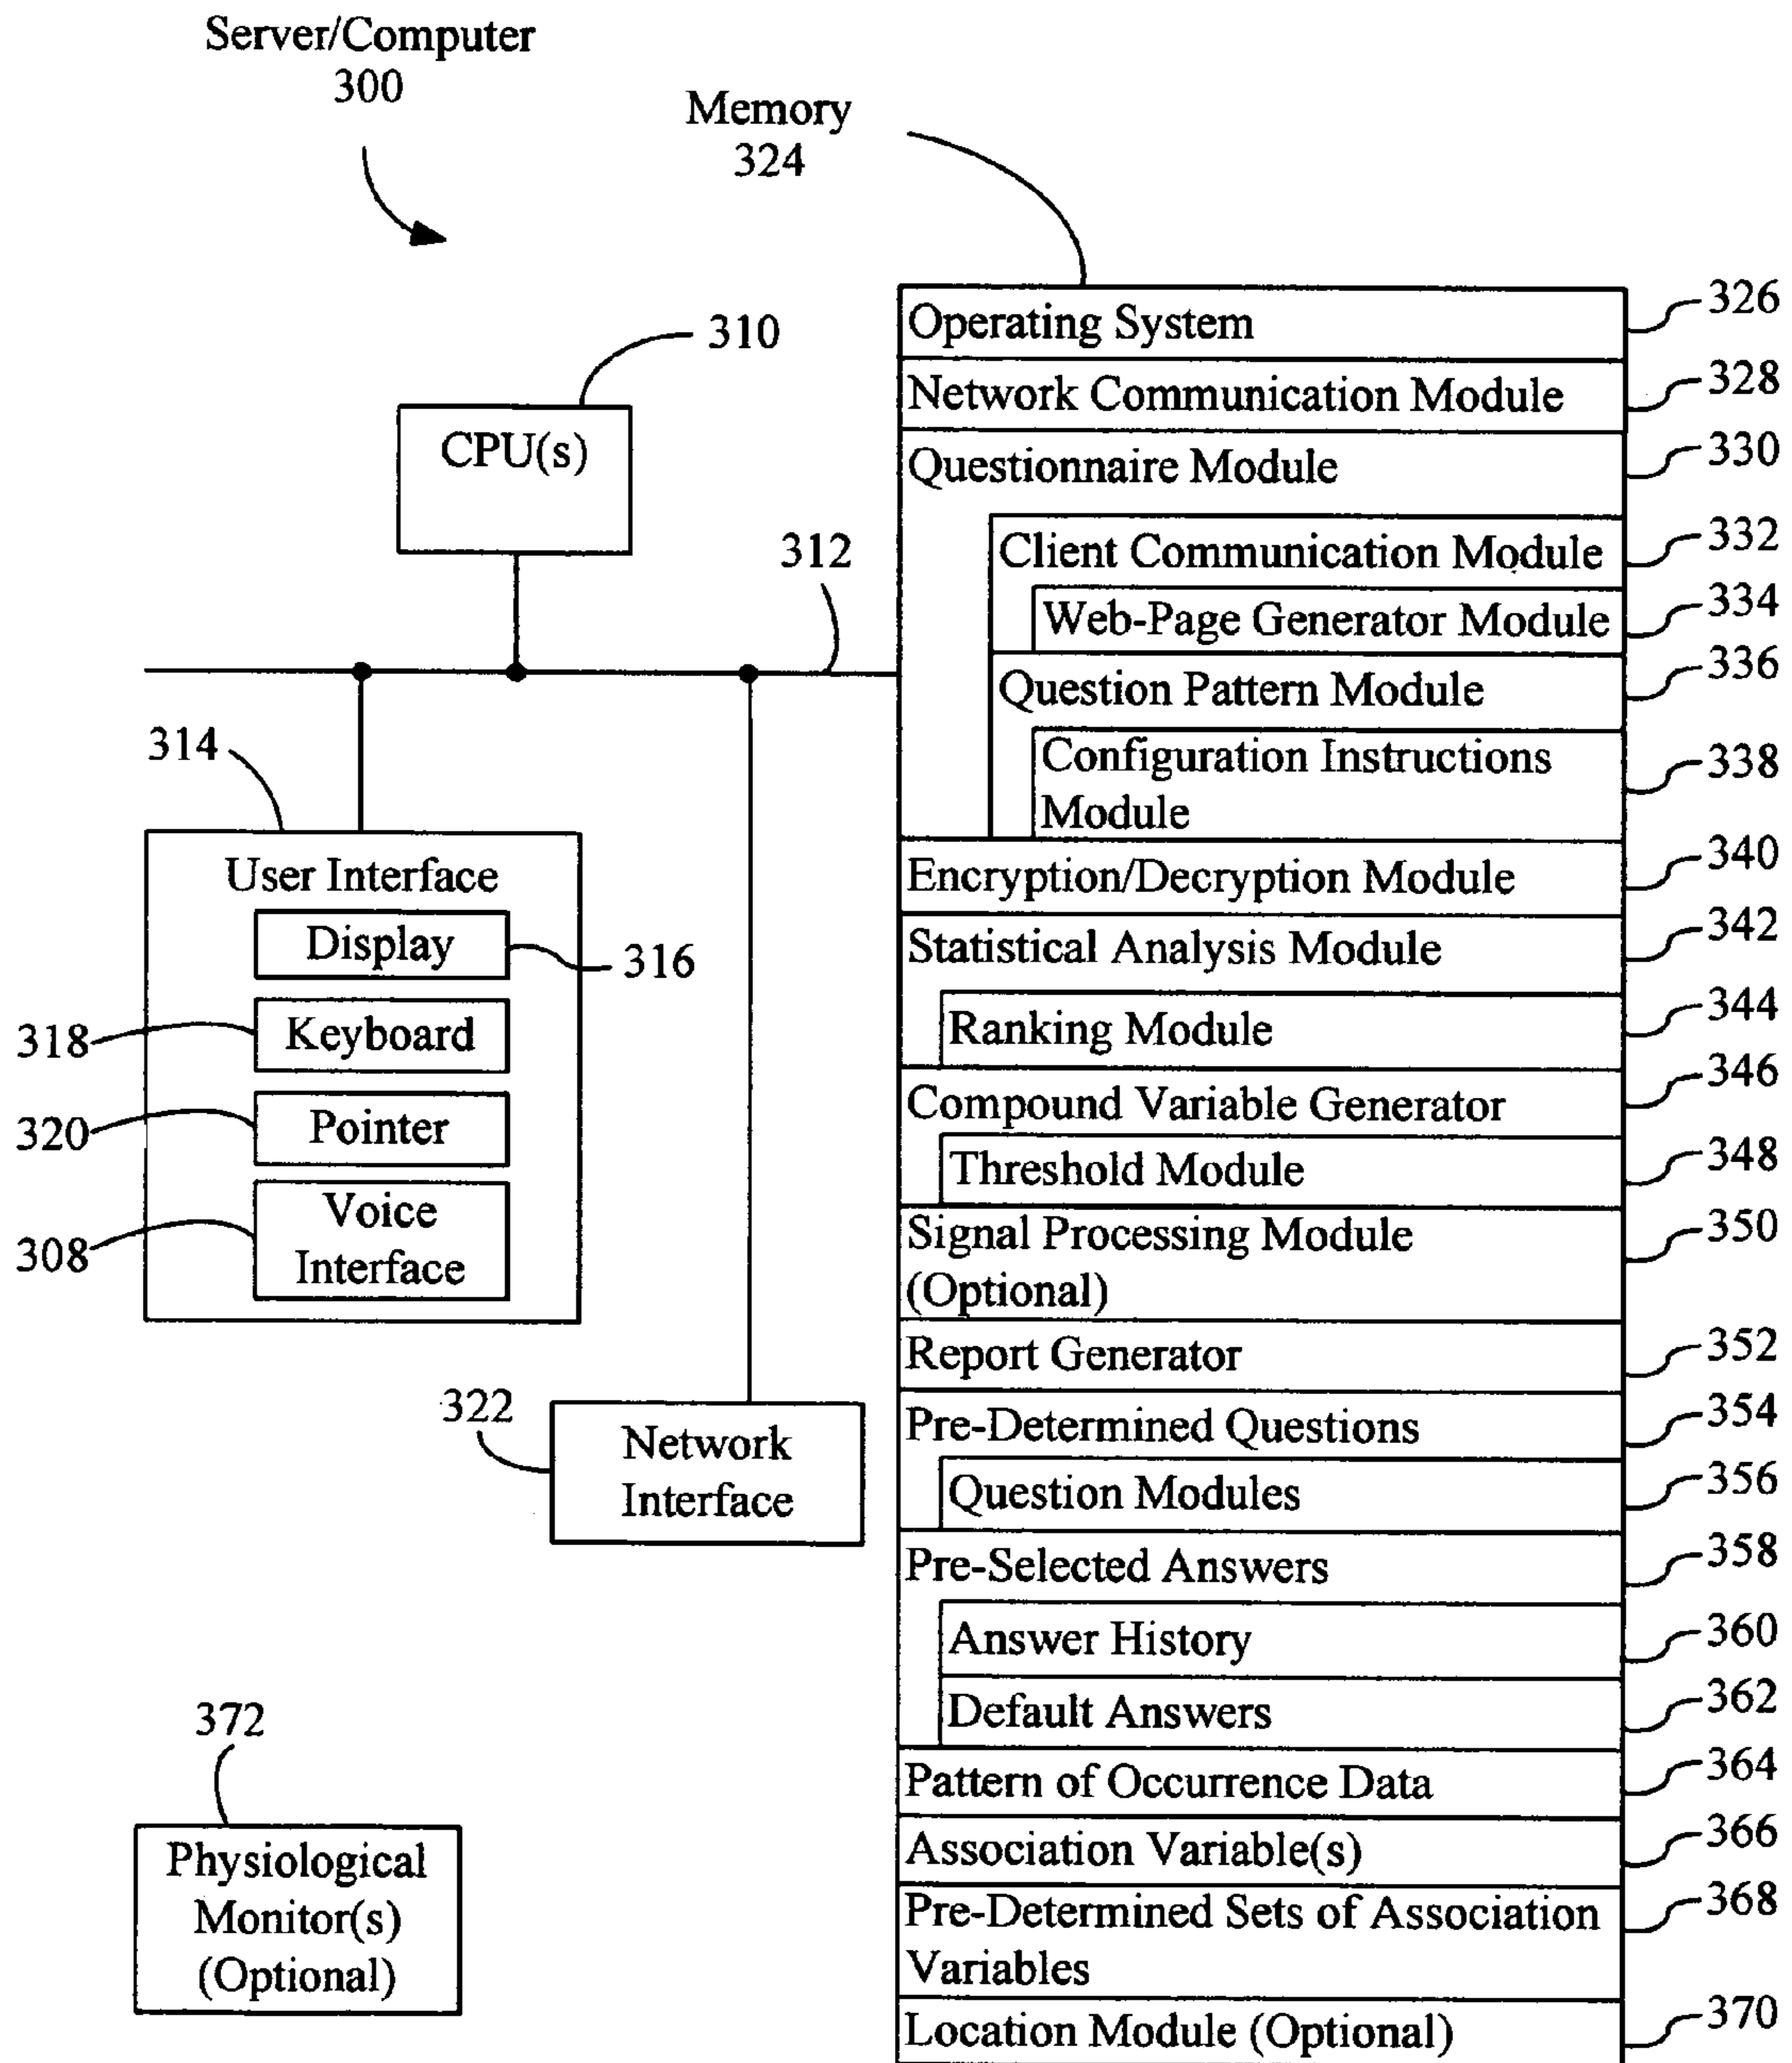 Server/Computer
300
Memory
324
310
CPU(s)
312
314
User Interface
Display
316
318
Keyboard
320
Pointer
308
Voice
Interface
322
Network
Interface
372
Physiological
Monitor(s)
(Optional)
Operating System
326
Network Communication Module
328
Questionnaire Module
330
Client Communication Module
332
Web-Page Generator Module
334
Question Pattern Module
336
Configuration Instructions
Module
338
Encryption/Decryption Module
340
Statistical Analysis Module
342
Ranking Module
344
Compound Variable Generator
346
Threshold Module
348
Signal Processing Module
(Optional)
350
Report Generator
352
Pre-Determined Questions
354
Question Modules
356
Pre-Selected Answers
358
Answer History
360
Default Answers
362
Pattern of Occurrence Data
364
Association Variable(s)
366
Pre-Determined Sets of Association
Variables
368
Location Module (Optional)
370